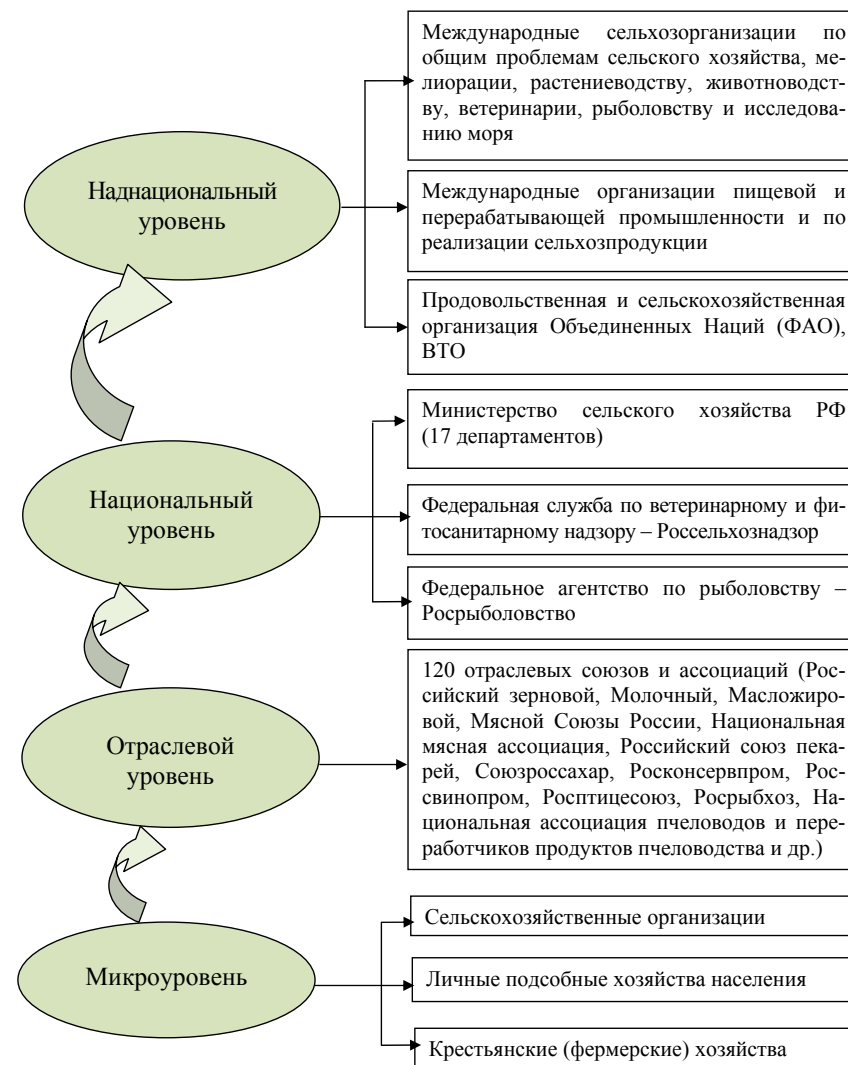 Наднациональный
уровень
Международные сельхозорганизации по
общим проблемам сельского хозяйства, ме-
лиорации, растениеводству, животноводст-
ву, ветеринарии, рыболовству и исследова-
нию моря
Международные организации пищевой и
перерабатывающей промышленности и по
реализации сельхозпродукции
Продовольственная и сельскохозяйственная
организация Объединенных Наций (ФАО),
ВТО
Национальный
уровень
Министерство сельского хозяйства РФ
(17 департаментов)
Федеральная служба по ветеринарному и фи-
тосанитарному надзору – Россельхознадзор
Федеральное агентство по рыболовству –
Росрыболовство
Отраслевой
уровень
120 отраслевых союзов и ассоциаций (Рос-
сийский зерновой, Молочный, Масложиро-
вой, Мясной Союзы России, Национальная
мясная ассоциация, Российский союз пека-
рей, Союзроссахар, Росконсервпром, Рос-
свинопром, Росптицесоюз, Росрыбхоз, На-
циональная ассоциация пчеловодов и пере-
работчиков продуктов пчеловодства и др.)
Микроуровень
Сельскохозяйственные организации
Личные подсобные хозяйства населения
Крестьянские (фермерские) хозяйства